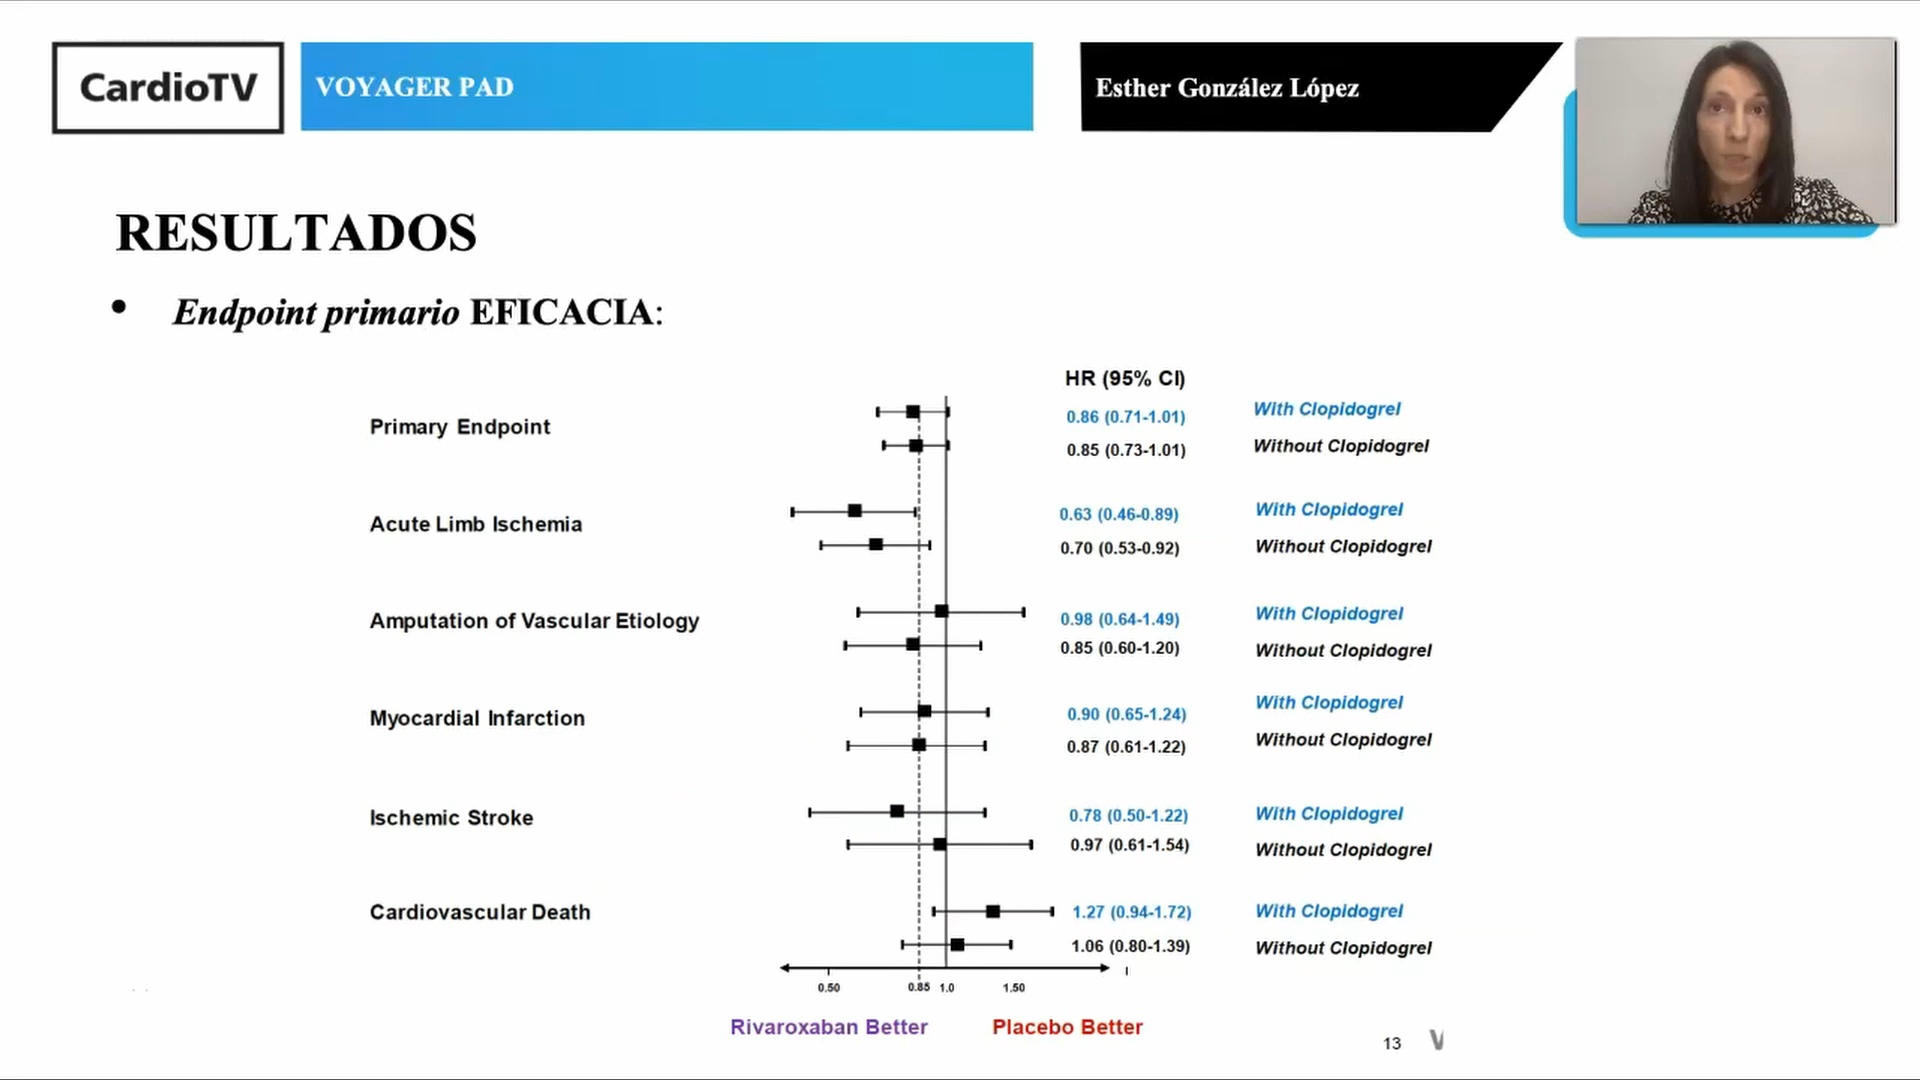 CardioTV
VOYAGER PAD
Esther González López
RESULTADOS
• Endpoint primario EFICACIA:
HR (95% CI)
Primary Endpoint
0.86 (0.71-1.01) With Clopidogrel
0.85 (0.73-1.01) Without Clopidogrel
Acute Limb Ischemia
0.63 (0.46-0.89) With Clopidogrel
0.70 (0.53-0.92) Without Clopidogrel
Amputation of Vascular Etiology
0.98 (0.64-1.49) With Clopidogrel
0.85 (0.60-1.20) Without Clopidogrel
Myocardial Infarction
0.90 (0.65-1.24) With Clopidogrel
0.87 (0.61-1.22) Without Clopidogrel
Ischemic Stroke
0.78 (0.50-1.22) With Clopidogrel
0.97 (0.61-1.54) Without Clopidogrel
Cardiovascular Death
1.27 (0.94-1.72) With Clopidogrel
1.06 (0.80-1.39) Without Clopidogrel
0.50 0.85 1.0 1.50
Rivaroxaban Better Placebo Better
13